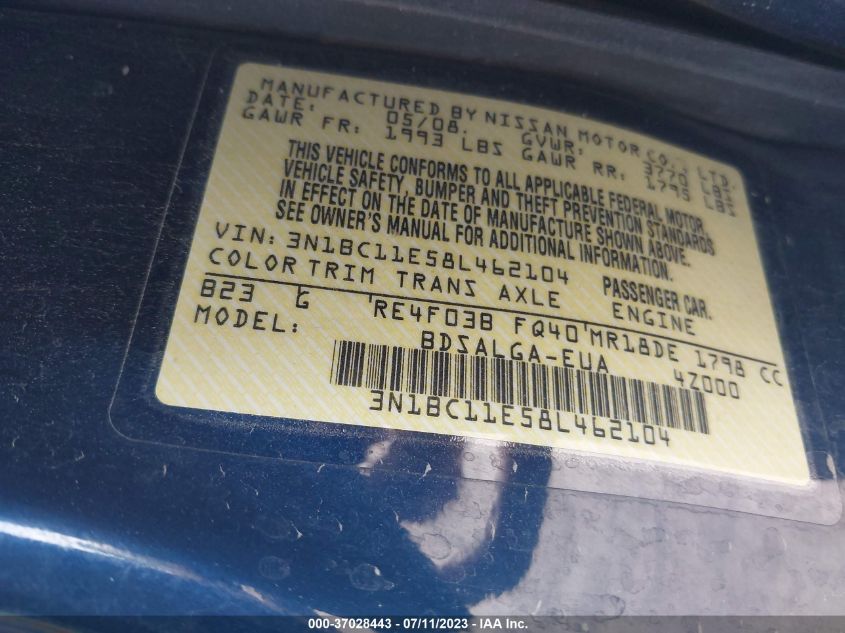 MANUFACTURED BY NISSAN MOTOR CO., LTD.
DATE: 05/08. GVWR: 3770 LBS
GAWR FR: 1993 LBS GAWR RR: 1795 LBS
THIS VEHICLE CONFORMS TO ALL APPLICABLE FEDERAL MOTOR
VEHICLE SAFETY, BUMPER AND THEFT PREVENTION STANDARDS
IN EFFECT ON THE DATE OF MANUFACTURE SHOWN ABOVE.
SEE OWNER'S MANUAL FOR ADDITIONAL INFORMATION.
VIN: 3N1BC11E58L462104 PASSENGER CAR.
COLOR TRIM TRANS AXLE ENGINE
B23 G RE4F03B FQ40 MR18DE 1798 CC
MODEL: BDSALGA-EUA 4Z000
3N1BC11E58L462104
000-37028443 - 07/11/2023 - IAA Inc.